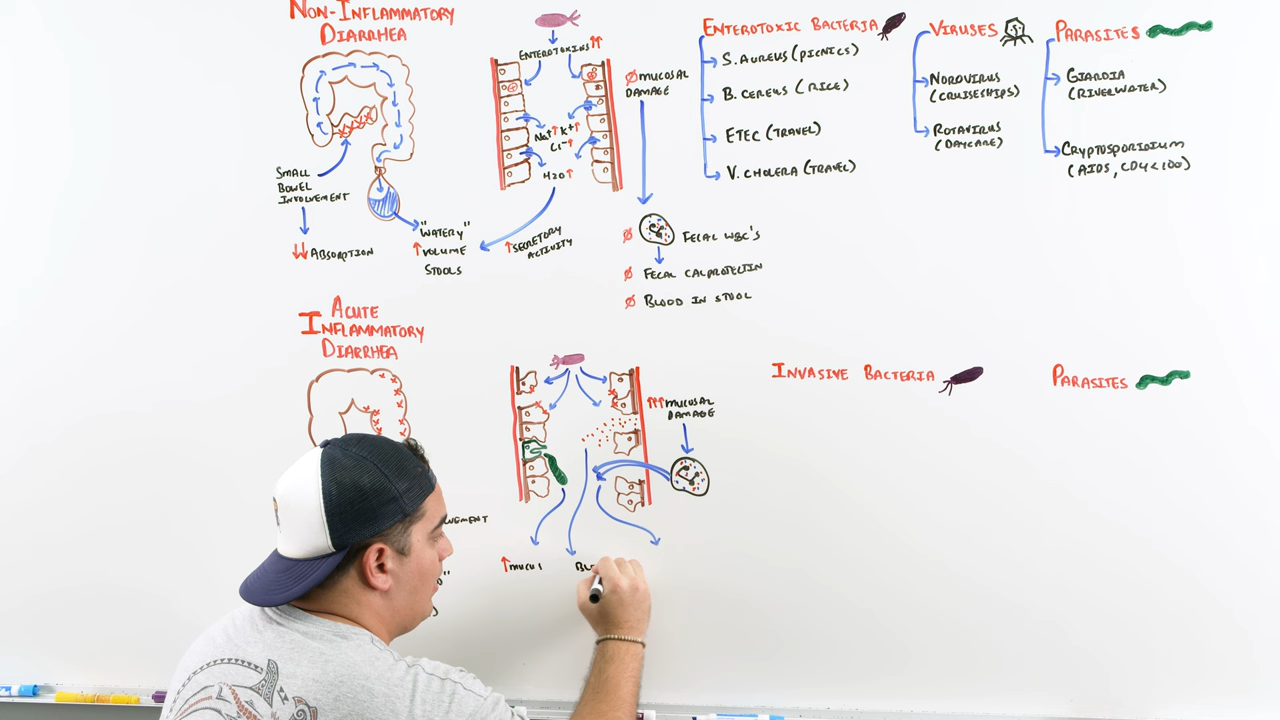 NON-INFLAMMATORY
DIARRHEA
SMALL
BOWEL
INVOLVEMENT
↓↓ ABSORPTION
"WATERY"
↑ VOLUME
STOOLS
ENTEROTOXINS ↑↑
Na+↑ K+↑
Cl-↑
H2O↑
↑SECRETORY
ACTIVITY
Ø MUCOSAL
DAMAGE
Ø FECAL WBC'S
Ø FECAL CALPROTECTIN
Ø BLOOD IN STOOL
ENTEROTOXIC BACTERIA
S. AUREUS (PICNICS)
B. CEREUS (RICE)
ETEC (TRAVEL)
V. CHOLERA (TRAVEL)
VIRUSES
NOROVIRUS
(CRUISESHIPS)
ROTAVIRUS
(DAYCARE)
PARASITES
GIARDIA
(RIVERWATER)
CRYPTOSPORIDIUM
(AIDS, CD4<100)
ACUTE
INFLAMMATORY
DIARRHEA
↑↑↑ MUCOSAL
DAMAGE
↑MUCUS
INVASIVE BACTERIA
PARASITES